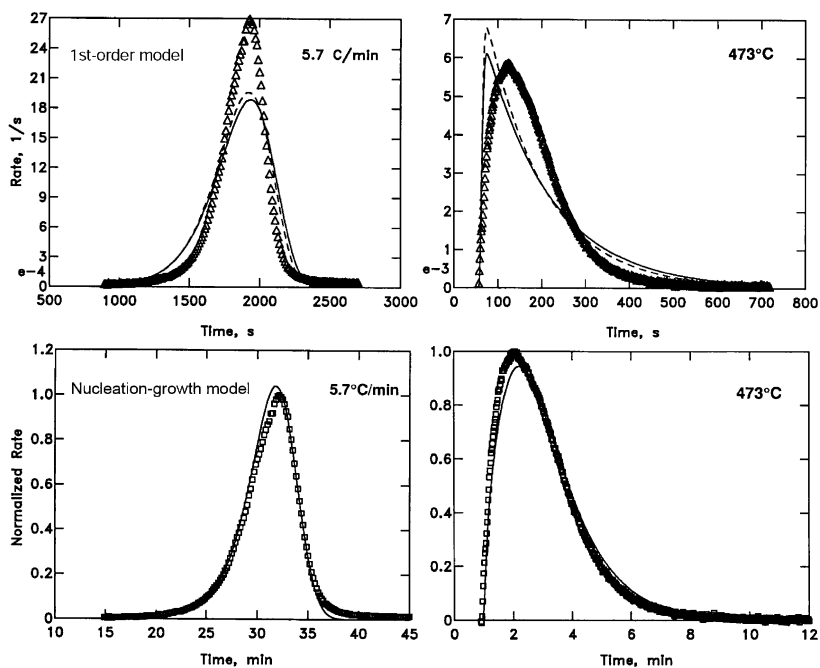 27
24
21
18
15
12
9
6
3
e-4
0
Rate, 1/s
1st-order model
5.7 C/min
500 1000 1500 2000 2500 3000
Time, s
7
6
5
4
3
2
1
e-3
0
473°C
0 100 200 300 400 500 600 700 800
Time, s
1.2
1.0
0.8
0.6
0.4
0.2
0
Normalized Rate
Nucleation-growth model
5.7°C/min
10 15 20 25 30 35 40 45
Time, min
1.0
0.8
0.6
0.4
0.2
0
473°C
0 2 4 6 8 10 12
Time, min